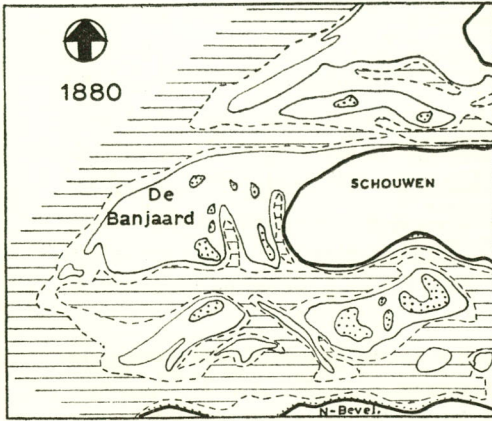 1880
De
Banjaard
SCHOUWEN
N-Bevel.